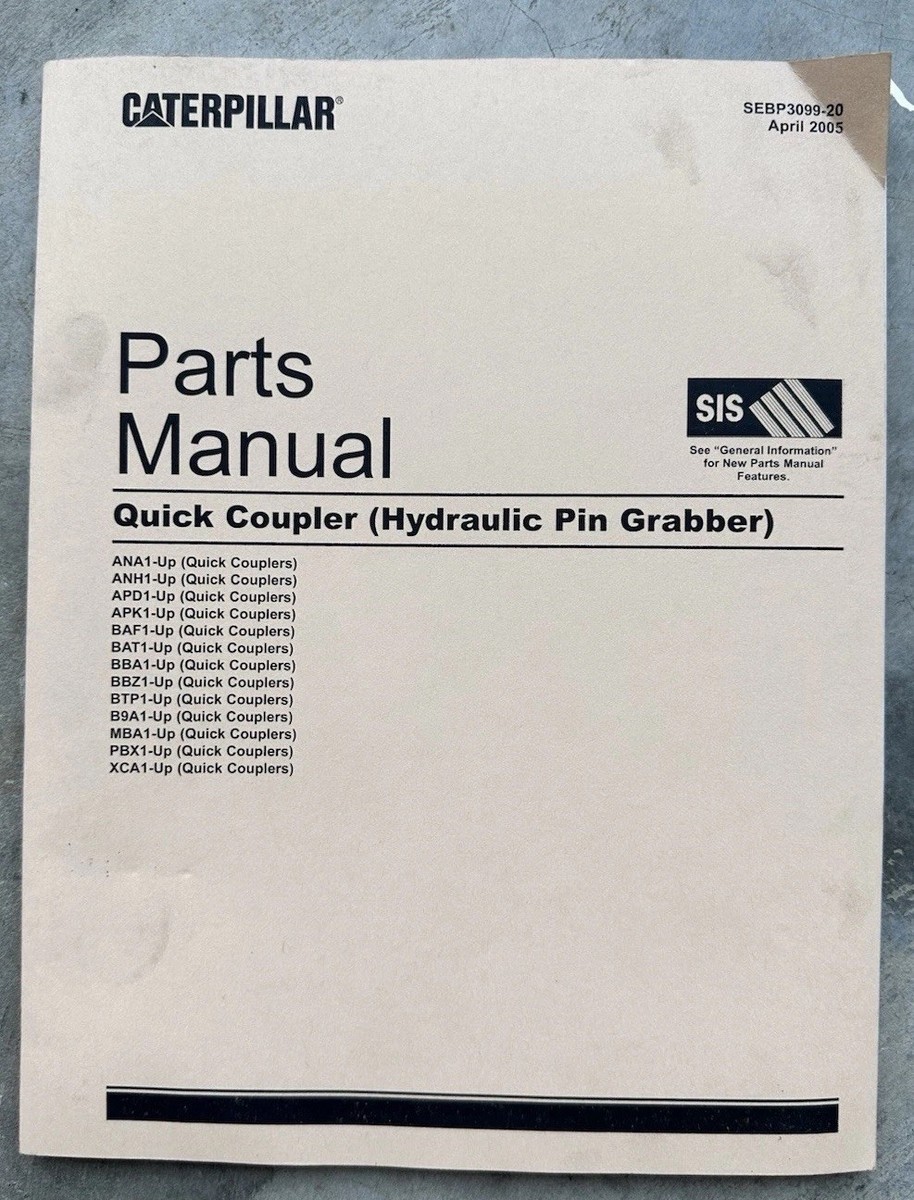 CATERPILLAR®
SEBP3099-20
April 2005
Parts
Manual
SIS
See "General Information"
for New Parts Manual
Features.
Quick Coupler (Hydraulic Pin Grabber)
ANA1-Up (Quick Couplers)
ANH1-Up (Quick Couplers)
APD1-Up (Quick Couplers)
APK1-Up (Quick Couplers)
BAF1-Up (Quick Couplers)
BAT1-Up (Quick Couplers)
BBA1-Up (Quick Couplers)
BBZ1-Up (Quick Couplers)
BTP1-Up (Quick Couplers)
B9A1-Up (Quick Couplers)
MBA1-Up (Quick Couplers)
PBX1-Up (Quick Couplers)
XCA1-Up (Quick Couplers)